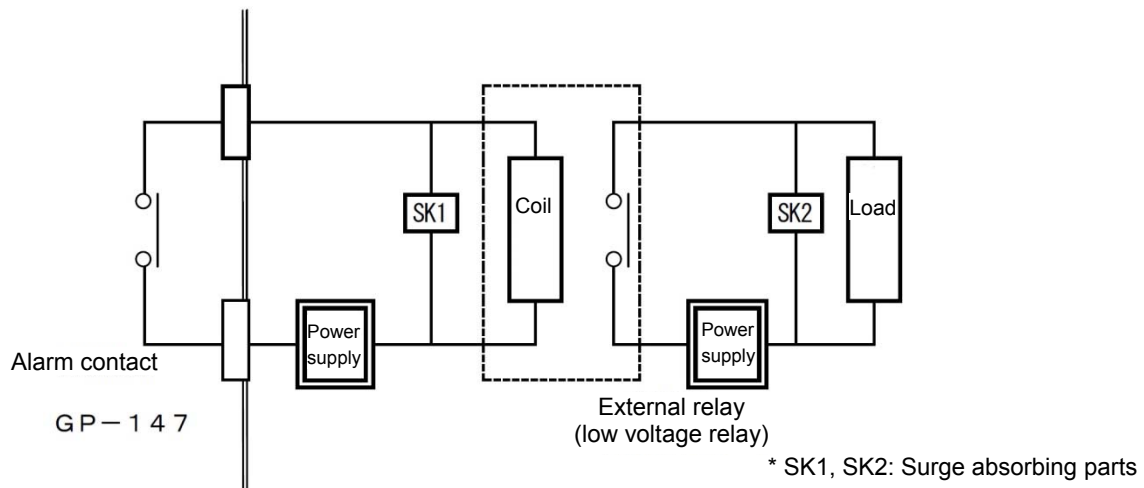 SK1
Coil
SK2
Load
Power
supply
Power
supply
Alarm contact
GP-147
External relay
(low voltage relay)
* SK1, SK2: Surge absorbing parts